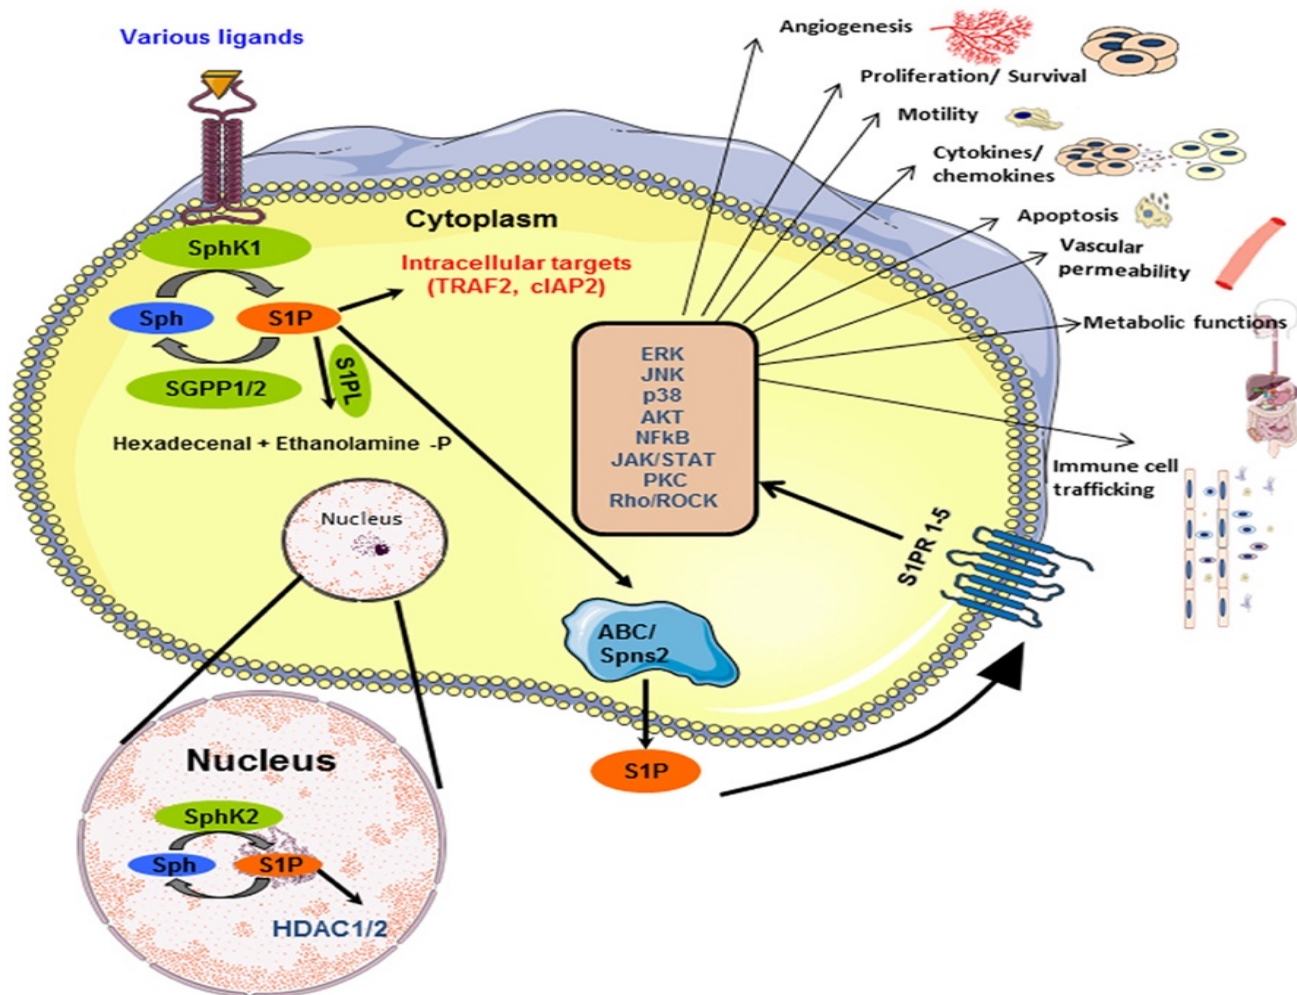 Various ligands
Angiogenesis
Proliferation/ Survival
Motility
Cytokines/
chemokines
Apoptosis
Vascular
permeability
Metabolic functions
Immune cell
trafficking
Cytoplasm
SphK1
Intracellular targets
(TRAF2, cIAP2)
Sph
S1P
SGPP1/2
S1PL
Hexadecenal + Ethanolamine -P
ERK
JNK
p38
AKT
NFkB
JAK/STAT
PKC
Rho/ROCK
S1PR 1-5
Nucleus
ABC/
Spns2
S1P
Nucleus
SphK2
Sph
S1P
HDAC1/2